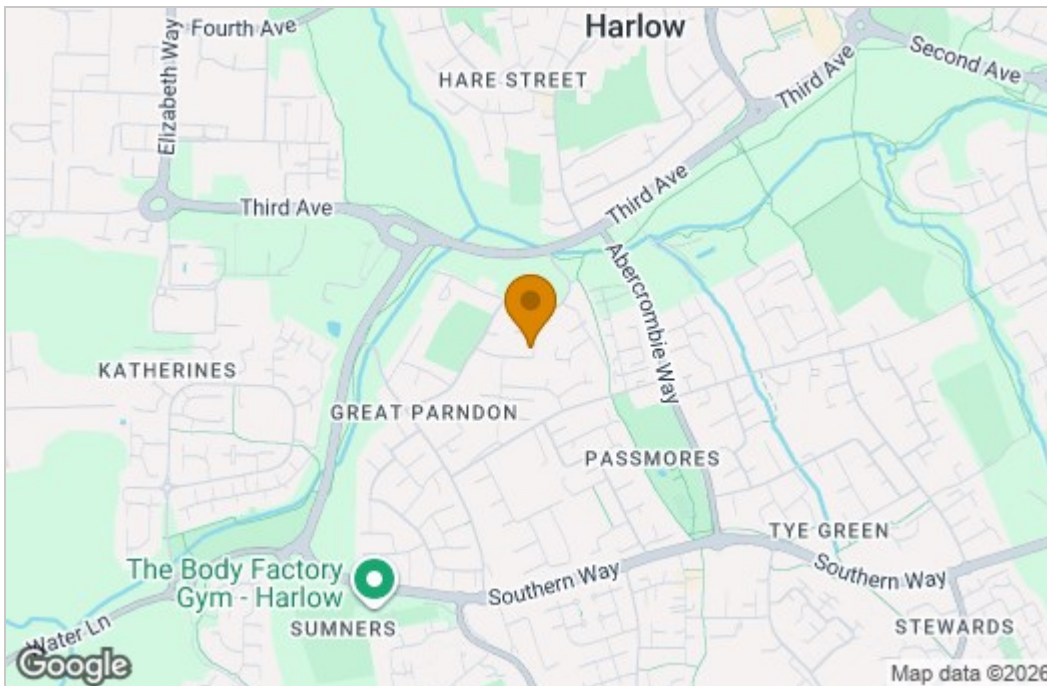 Harlow
Fourth Ave
Second Ave
Elizabeth Way
HARE STREET
Third Ave
Third Ave
Third Ave
Abercrombie Way
KATHERINES
GREAT PARNDON
PASSMORES
TYE GREEN
The Body Factory
Gym - Harlow
Southern Way
Southern Way
SUMNERS
STEWARDS
Water Ln
Google
Map data ©2026